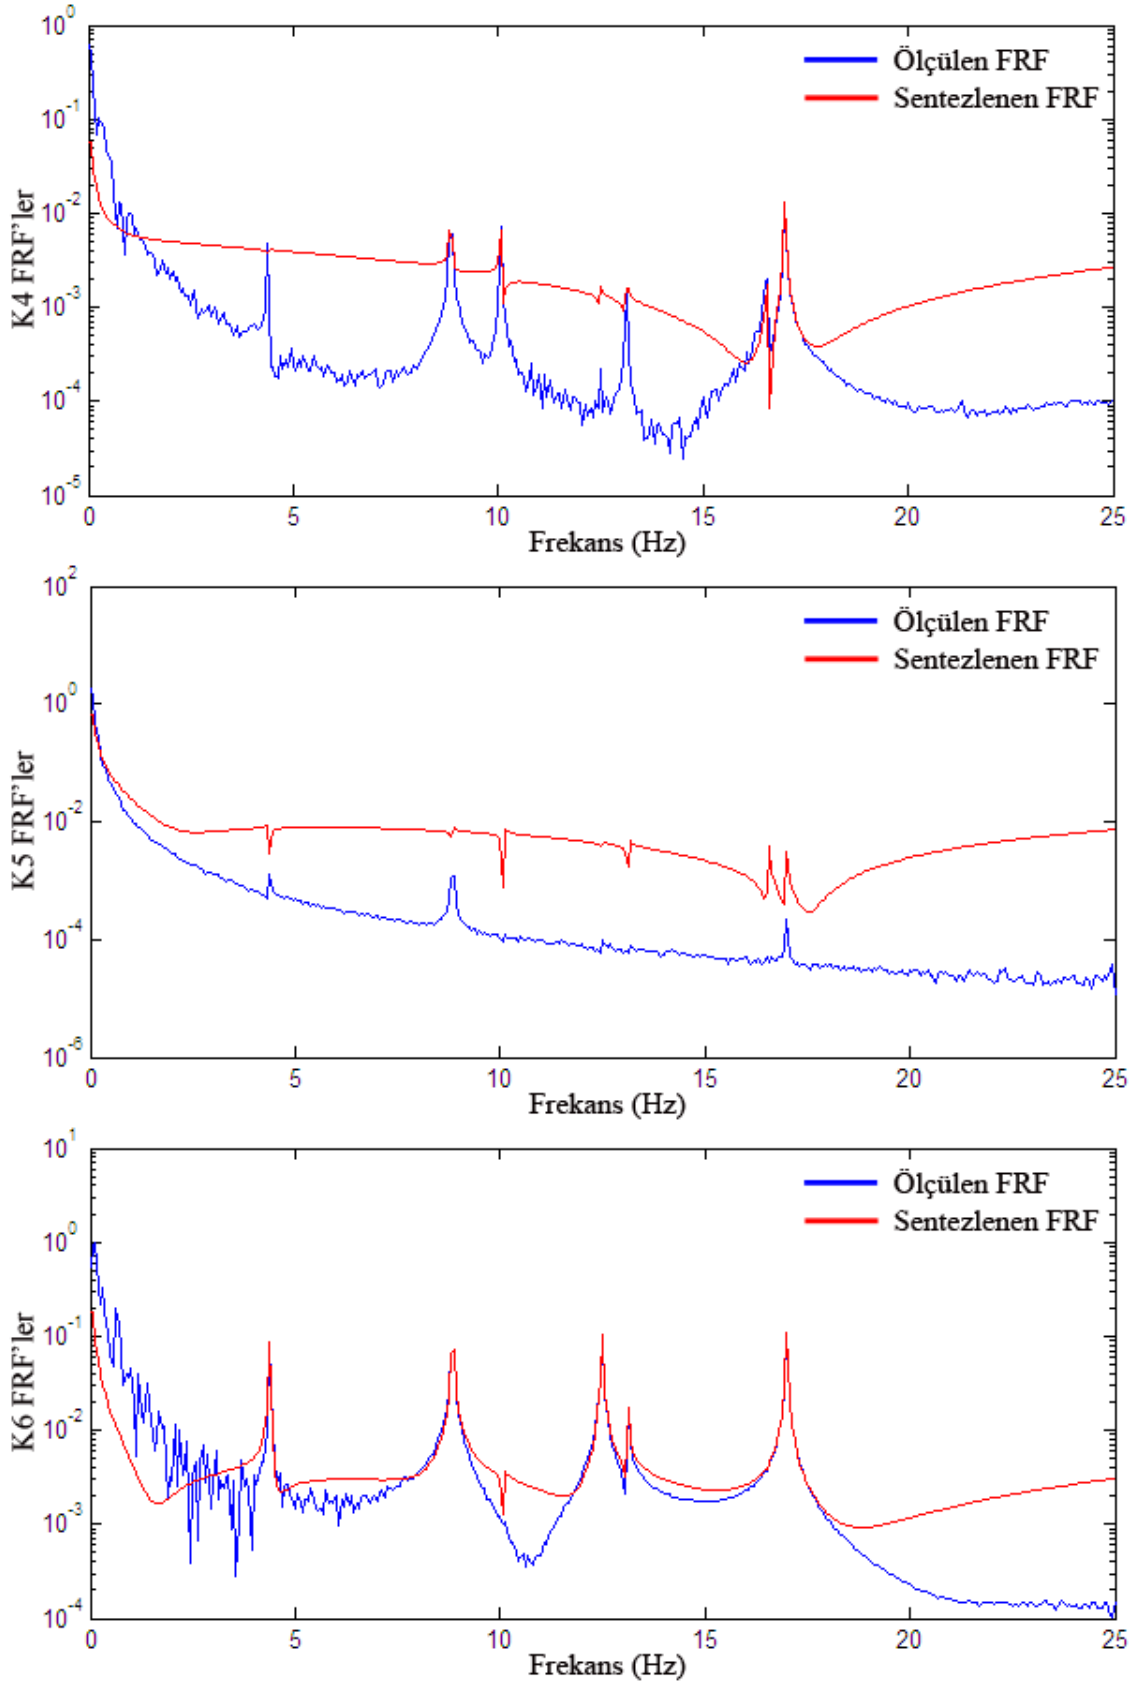 10^0
10^-1
10^-2
10^-3
10^-4
10^-5
K4 FRF'ler
Ölçülen FRF
Sentezlenen FRF
0 5 10 15 20 25
Frekans (Hz)
10^2
10^0
10^-2
10^-4
10^-6
K5 FRF'ler
Ölçülen FRF
Sentezlenen FRF
0 5 10 15 20 25
Frekans (Hz)
10^1
10^0
10^-1
10^-2
10^-3
10^-4
K6 FRF'ler
Ölçülen FRF
Sentezlenen FRF
0 5 10 15 20 25
Frekans (Hz)